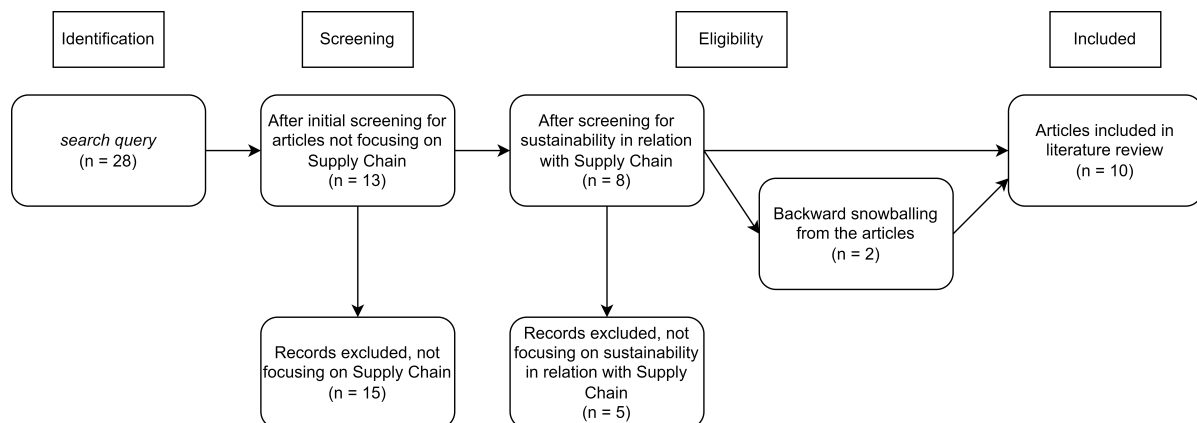 Identification
Screening
Eligibility
Included
search query
(n = 28)
After initial screening for
articles not focusing on
Supply Chain
(n = 13)
After screening for
sustainability in relation
with Supply Chain
(n = 8)
Articles included in
literature review
(n = 10)
Backward snowballing
from the articles
(n = 2)
Records excluded, not
focusing on Supply Chain
(n = 15)
Records excluded, not
focusing on sustainability
in relation with Supply
Chain
(n = 5)